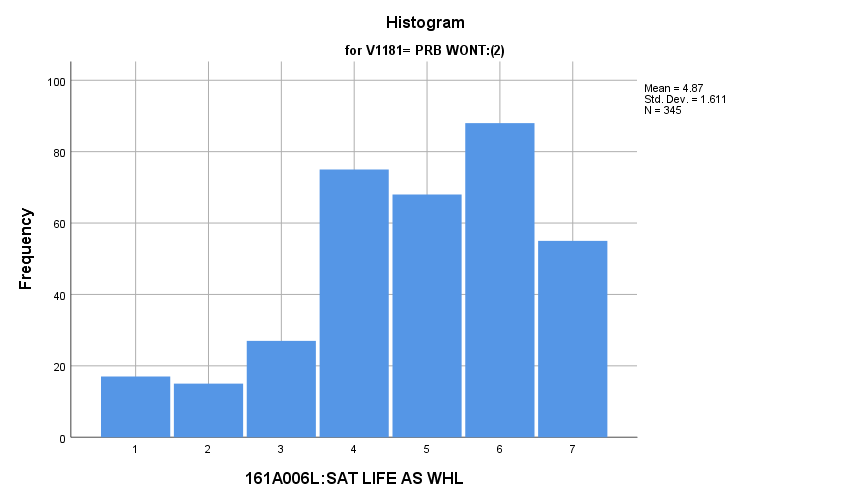 Histogram
for V1181= PRB WONT:(2)
Mean = 4.87
Std. Dev. = 1.611
N = 345
100
80
60
40
20
0
Frequency
1 2 3 4 5 6 7
161A006L:SAT LIFE AS WHL